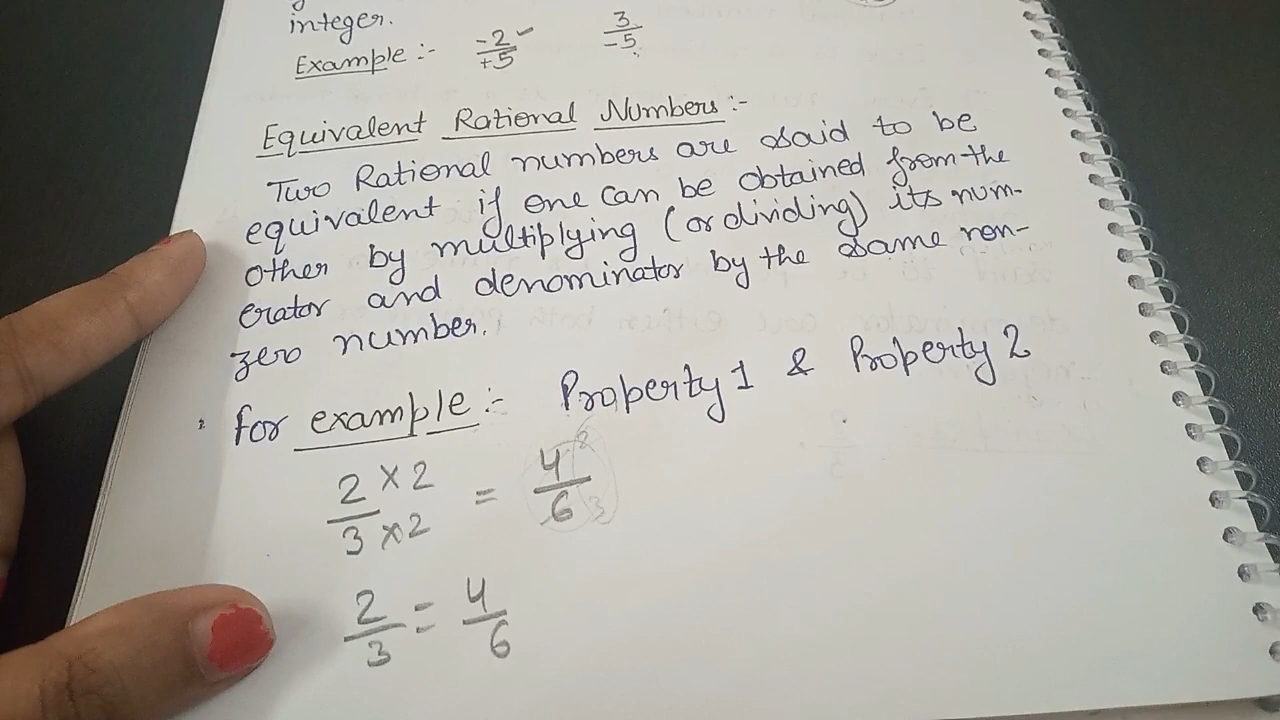 integer.
Example :- -2/+5 3/-5
Equivalent Rational Numbers :-
Two Rational numbers are said to be
equivalent if one can be obtained from the
other by multiplying (or dividing) its num-
erator and denominator by the same non-
zero number.
for example :- Property 1 & Property 2
2 × 2 / 3 × 2 = 4/6 2 3
2/3 = 4/6